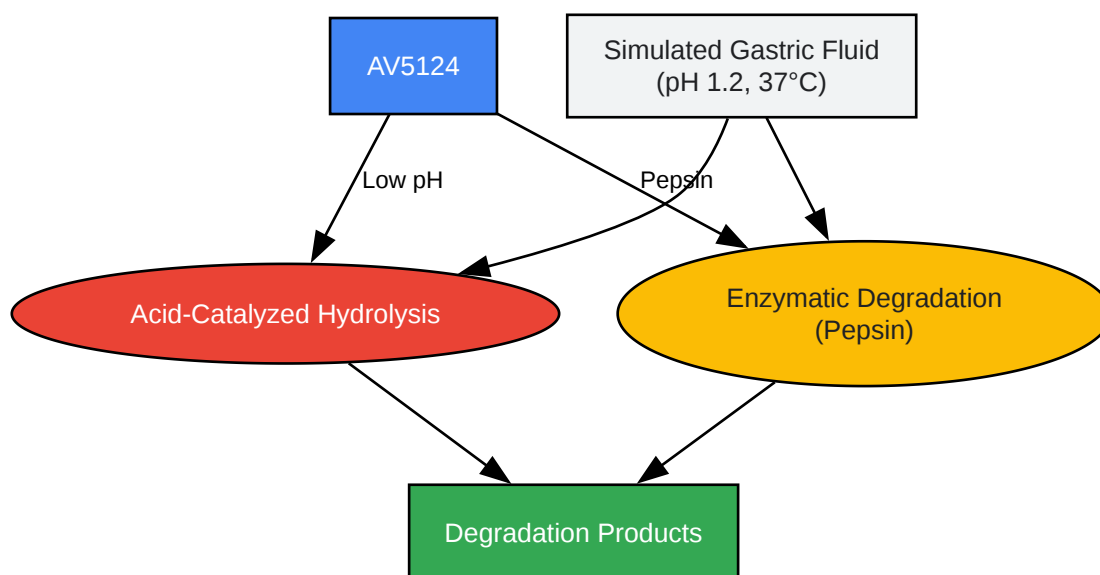 AV5124
Simulated Gastric Fluid
(pH 1.2, 37°C)
Low pH
Pepsin
Acid-Catalyzed Hydrolysis
Enzymatic Degradation
(Pepsin)
Degradation Products